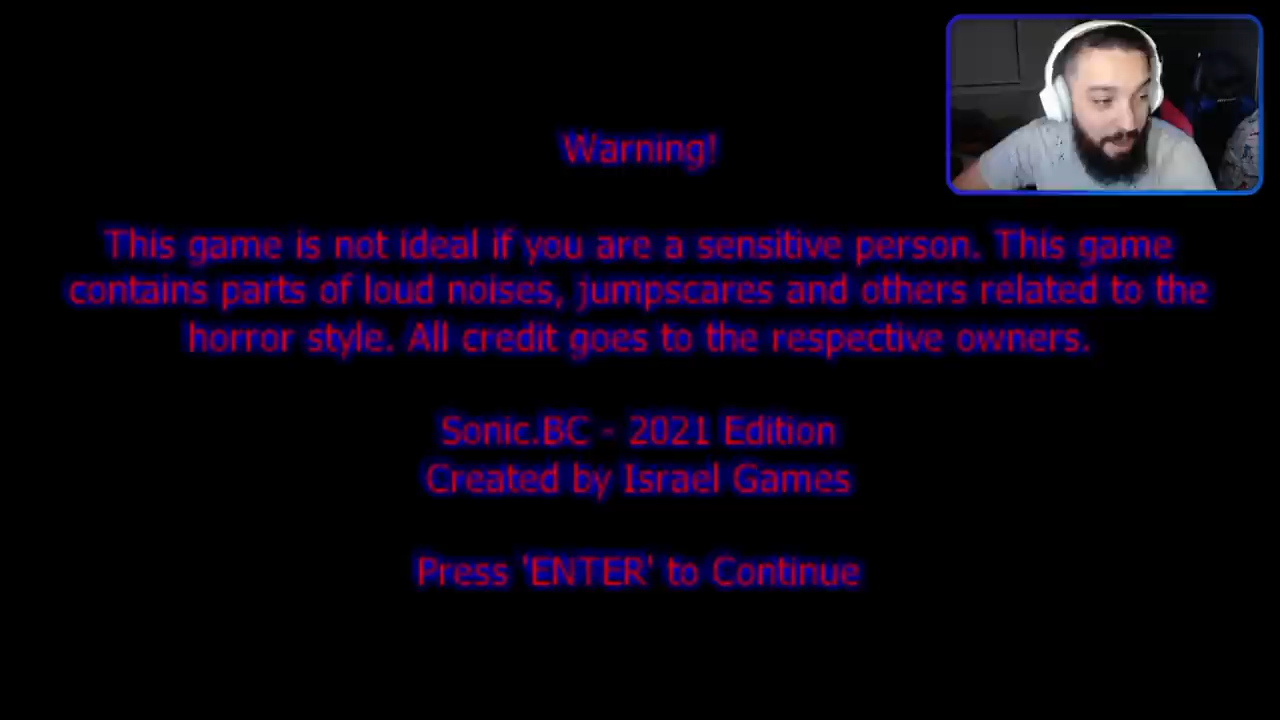 Warning!
This game is not ideal if you are a sensitive person. This game
contains parts of loud noises, jumpscares and others related to the
horror style. All credit goes to the respective owners.
Sonic.BC - 2021 Edition
Created by Israel Games
Press 'ENTER' to Continue